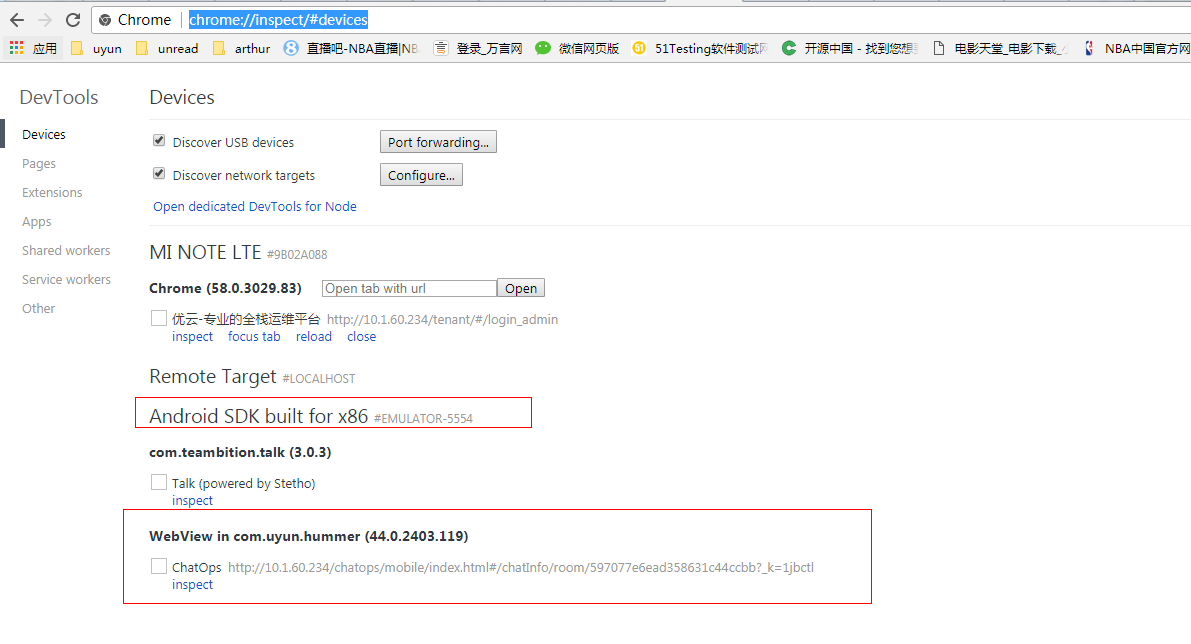 Chrome chrome://inspect/#devices
应用 uyun unread arthur 直播吧-NBA直播|NB 登录_万言网 微信网页版 51Testing软件测试网 开源中国 - 找到您想 电影天堂_电影下载_ NBA中国官方网
DevTools
Devices
Devices
Pages
Extensions
Apps
Shared workers
Service workers
Other
Discover USB devices Port forwarding...
Discover network targets Configure...
Open dedicated DevTools for Node
MI NOTE LTE #9B02A088
Chrome (58.0.3029.83) Open tab with url Open
优云-专业的全栈运维平台 http://10.1.60.234/tenant/#/login_admin
inspect focus tab reload close
Remote Target #LOCALHOST
Android SDK built for x86 #EMULATOR-5554
com.teambition.talk (3.0.3)
Talk (powered by Stetho)
inspect
WebView in com.uyun.hummer (44.0.2403.119)
ChatOps http://10.1.60.234/chatops/mobile/index.html#/chatInfo/room/597077e6ead358631c44ccbb?_k=1jbctl
inspect